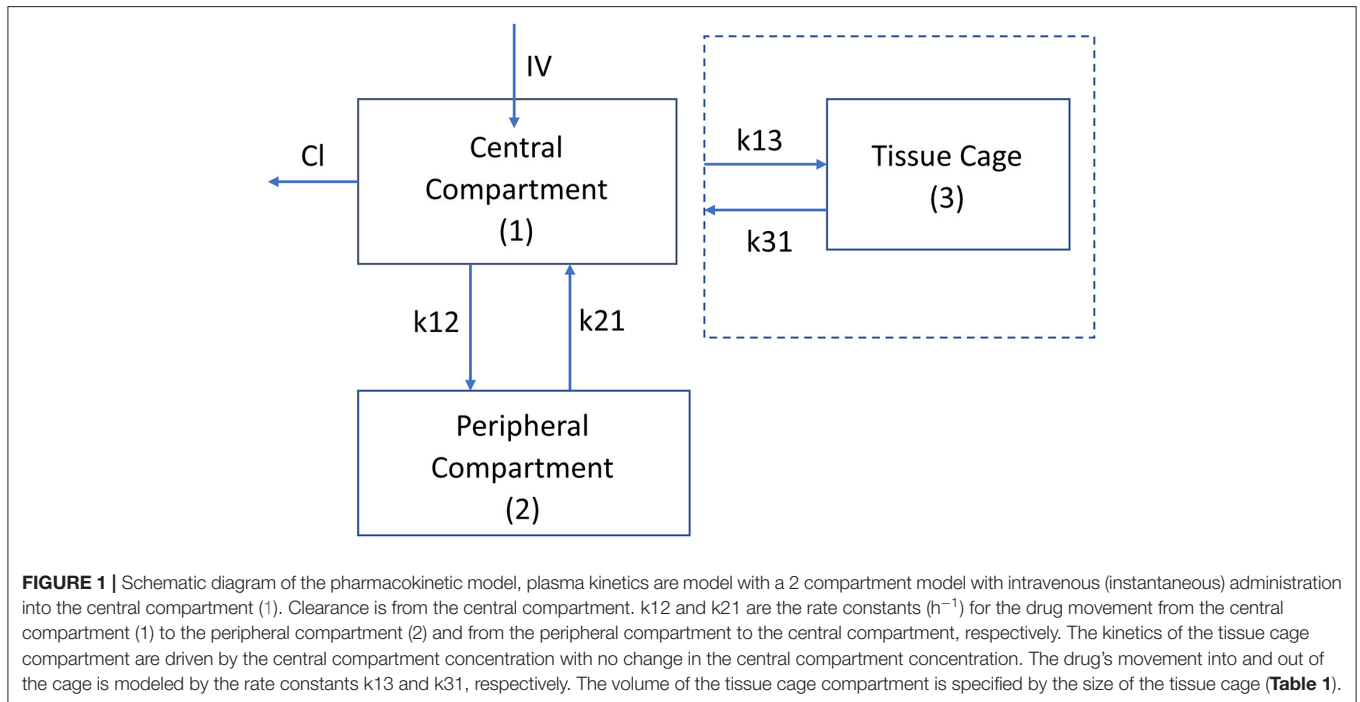 IV
Cl
Central
Compartment
(1)
k13
Tissue Cage
(3)
k31
k12
k21
Peripheral
Compartment
(2)
FIGURE 1 | Schematic diagram of the pharmacokinetic model, plasma kinetics are model with a 2 compartment model with intravenous (instantaneous) administration
into the central compartment (1). Clearance is from the central compartment. k12 and k21 are the rate constants (h⁻¹) for the drug movement from the central
compartment (1) to the peripheral compartment (2) and from the peripheral compartment to the central compartment, respectively. The kinetics of the tissue cage
compartment are driven by the central compartment concentration with no change in the central compartment concentration. The drug's movement into and out of
the cage is modeled by the rate constants k13 and k31, respectively. The volume of the tissue cage compartment is specified by the size of the tissue cage (Table 1).